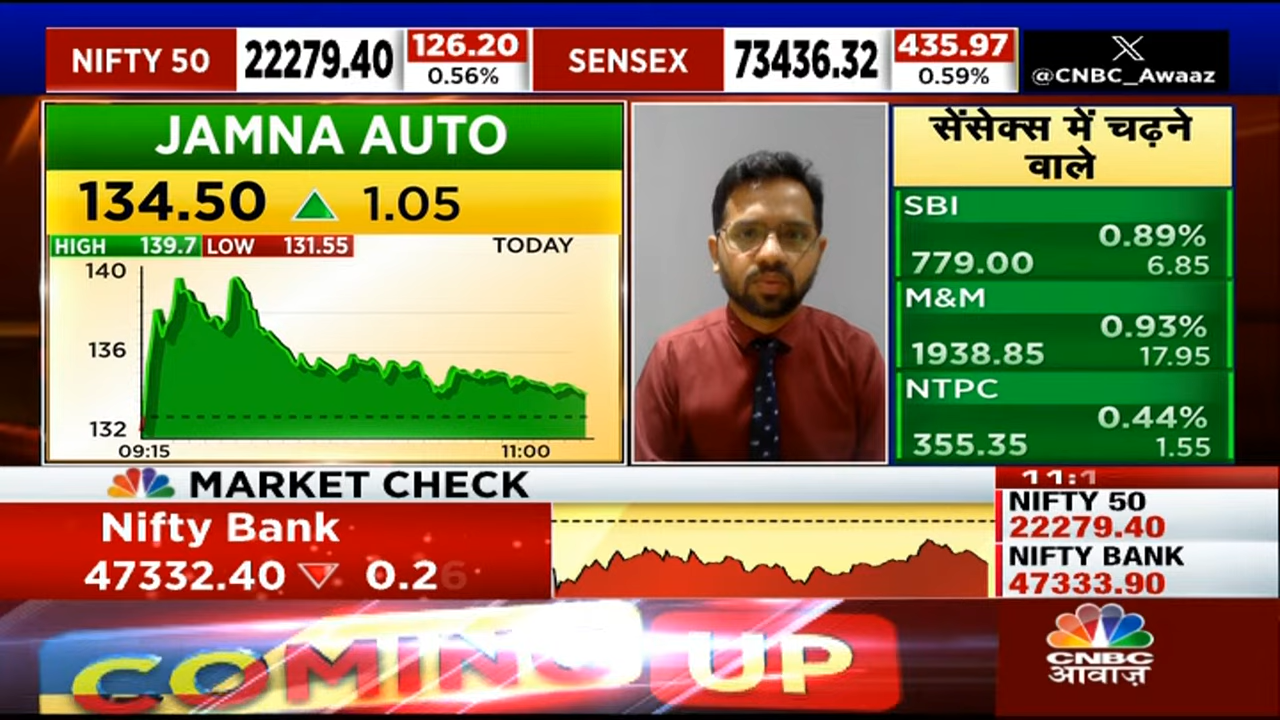 NIFTY 50 22279.40 126.20 0.56% SENSEX 73436.32 435.97 0.59% X
@CNBC_Awaaz
JAMNA AUTO
134.50 ▲ 1.05
HIGH 139.7 LOW 131.55 TODAY
140
136
132
09:15 11:00
सेंसेक्स में चढ़ने
वाले
SBI
0.89%
779.00 6.85
M&M
0.93%
1938.85 17.95
NTPC
0.44%
355.35 1.55
MARKET CHECK
Nifty Bank
47332.40 ▼ 0.26
NIFTY 50
22279.40
NIFTY BANK
47333.90
COMING UP
CNBC
आवाज़